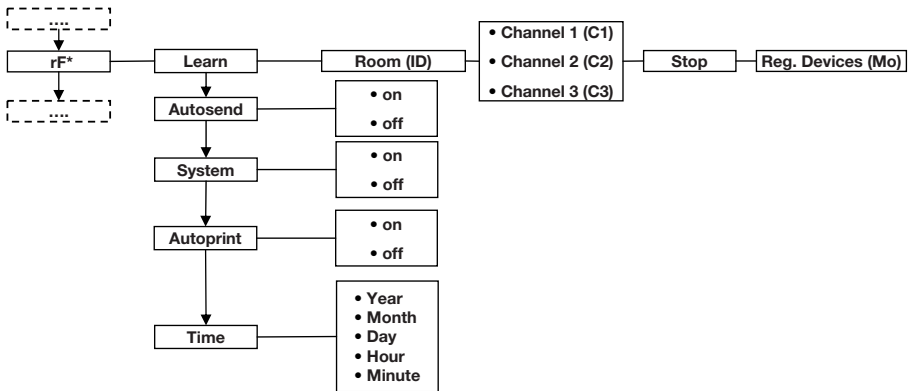 ....
rF*
....
Learn
Room (ID)
• Channel 1 (C1)
• Channel 2 (C2)
• Channel 3 (C3)
Stop
Reg. Devices (Mo)
Autosend
• on
• off
System
• on
• off
Autoprint
• on
• off
Time
• Year
• Month
• Day
• Hour
• Minute